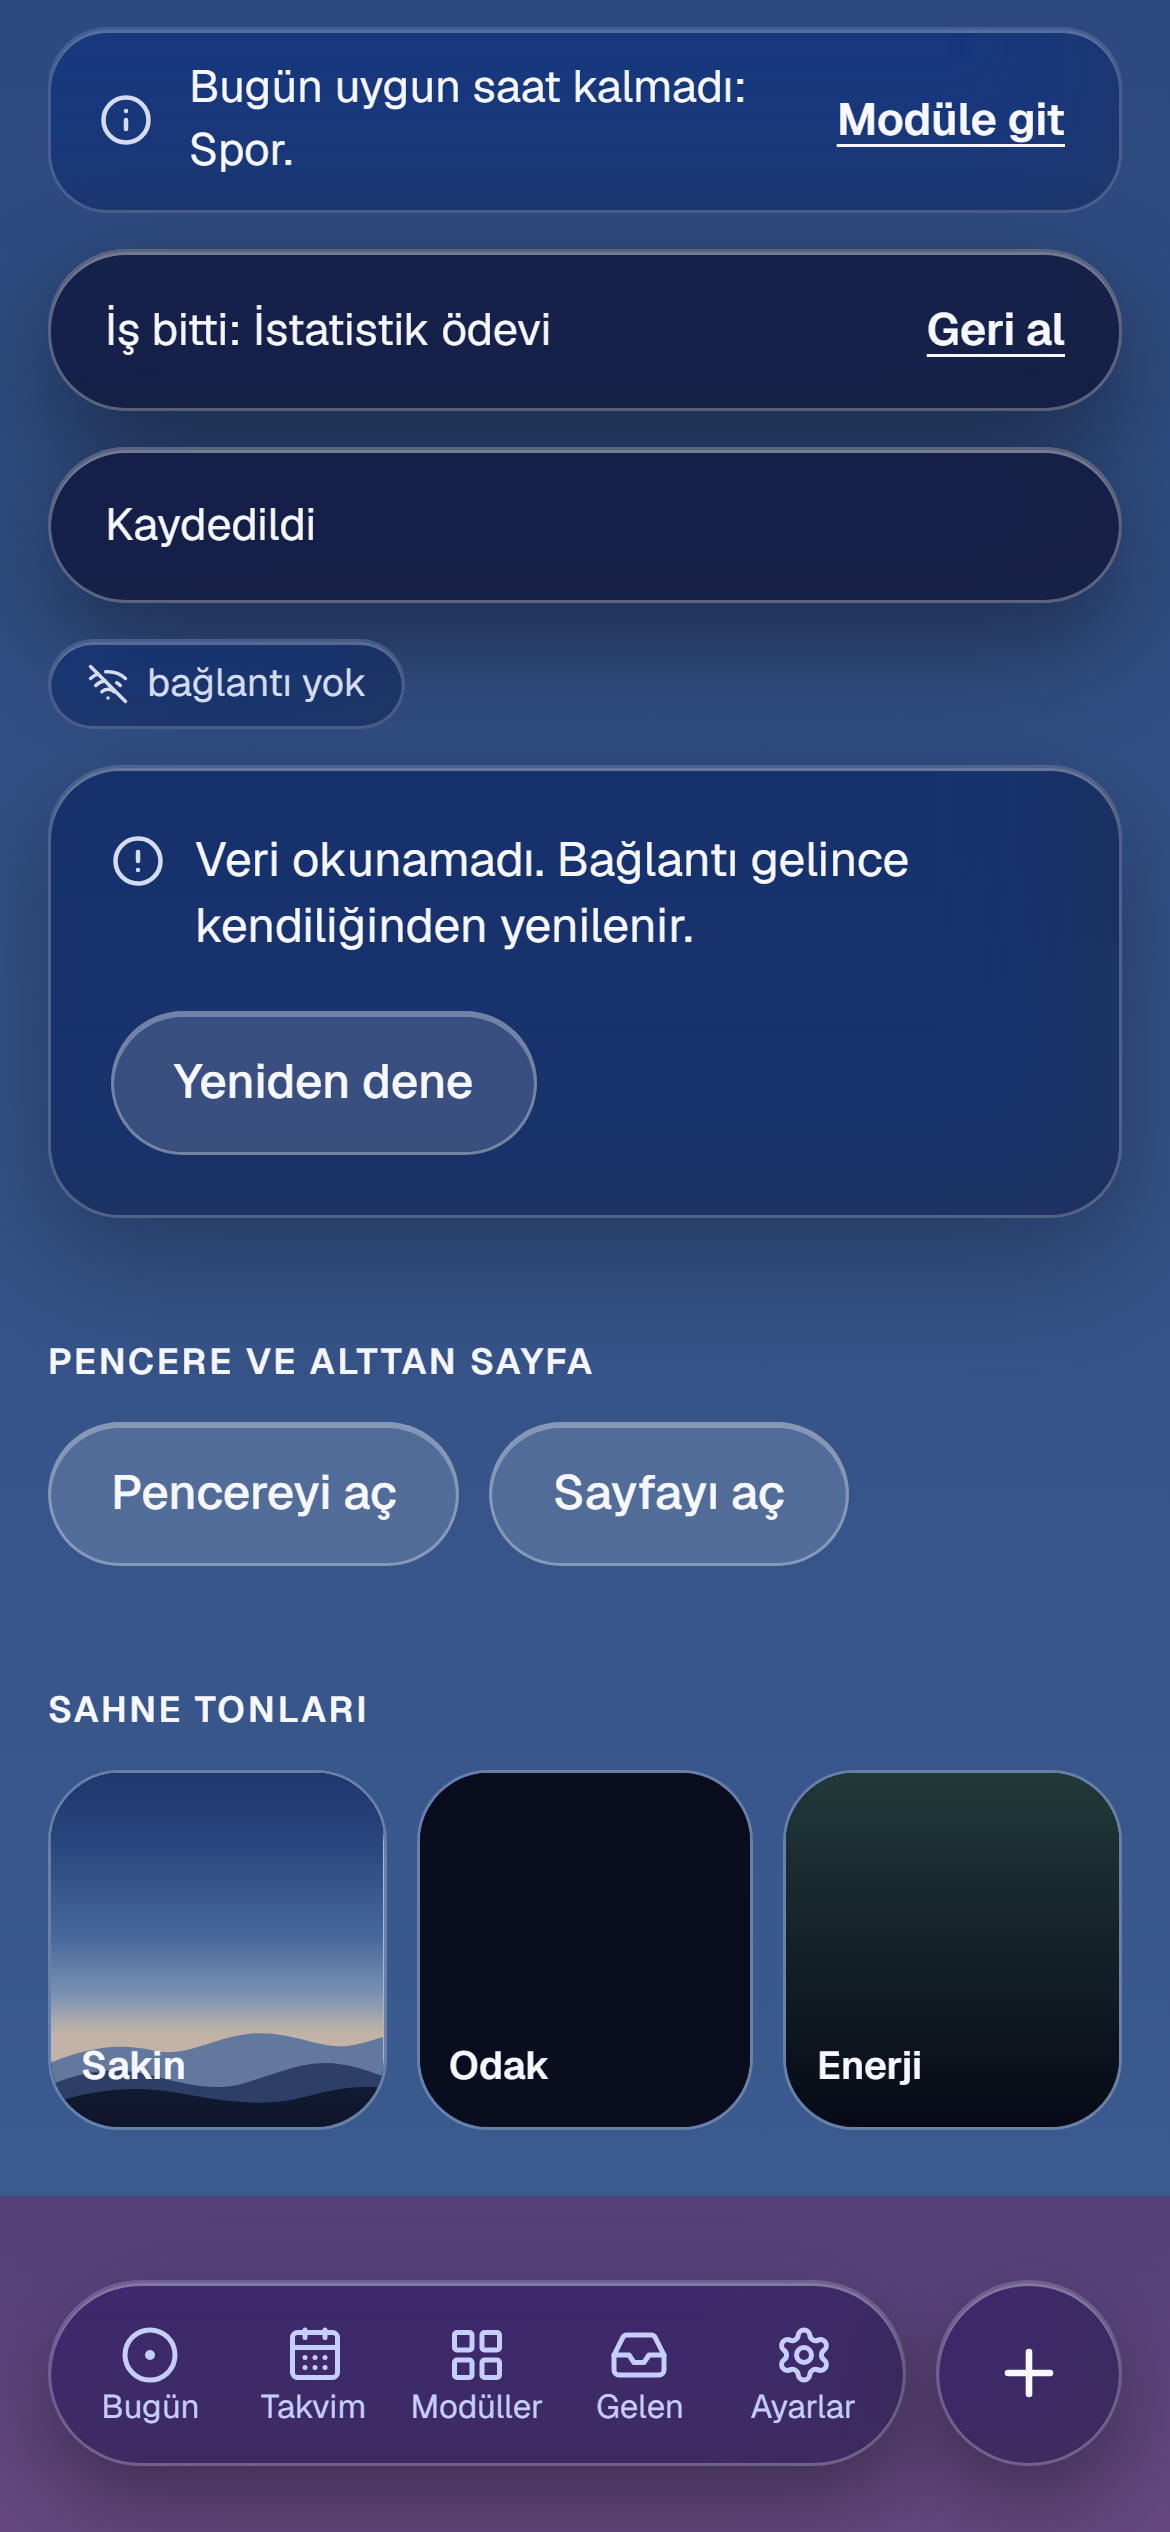 Bugün uygun saat kalmadı:
Spor.
Modüle git
İş bitti: İstatistik ödevi
Geri al
Kaydedildi
bağlantı yok
Veri okunamadı. Bağlantı gelince
kendiliğinden yenilenir.
Yeniden dene
PENCERE VE ALTTAN SAYFA
Pencereyi aç
Sayfayı aç
SAHNE TONLARI
Sakin
Odak
Enerji
Bugün
Takvim
Modüller
Gelen
Ayarlar